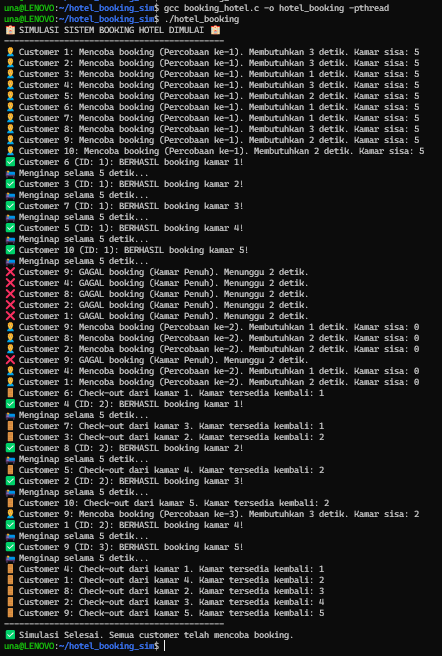 una@LENOVO:~/hotel_booking_sim$ gcc booking_hotel.c -o hotel_booking -pthread
una@LENOVO:~/hotel_booking_sim$ ./hotel_booking
🏨 SIMULASI SISTEM BOOKING HOTEL DIMULAI 🏨
---------------------------------------------
🙋 Customer 1: Mencoba booking (Percobaan ke-1). Membutuhkan 3 detik. Kamar sisa: 5
🙋 Customer 2: Mencoba booking (Percobaan ke-1). Membutuhkan 3 detik. Kamar sisa: 5
🙋 Customer 3: Mencoba booking (Percobaan ke-1). Membutuhkan 1 detik. Kamar sisa: 5
🙋 Customer 4: Mencoba booking (Percobaan ke-1). Membutuhkan 3 detik. Kamar sisa: 5
🙋 Customer 5: Mencoba booking (Percobaan ke-1). Membutuhkan 2 detik. Kamar sisa: 5
🙋 Customer 6: Mencoba booking (Percobaan ke-1). Membutuhkan 1 detik. Kamar sisa: 5
🙋 Customer 7: Mencoba booking (Percobaan ke-1). Membutuhkan 1 detik. Kamar sisa: 5
🙋 Customer 8: Mencoba booking (Percobaan ke-1). Membutuhkan 3 detik. Kamar sisa: 5
🙋 Customer 9: Mencoba booking (Percobaan ke-1). Membutuhkan 2 detik. Kamar sisa: 5
🙋 Customer 10: Mencoba booking (Percobaan ke-1). Membutuhkan 2 detik. Kamar sisa: 5
✅ Customer 6 (ID: 1): BERHASIL booking kamar 1!
🛌 Menginap selama 5 detik...
✅ Customer 3 (ID: 1): BERHASIL booking kamar 2!
🛌 Menginap selama 5 detik...
✅ Customer 7 (ID: 1): BERHASIL booking kamar 3!
🛌 Menginap selama 5 detik...
✅ Customer 5 (ID: 1): BERHASIL booking kamar 4!
🛌 Menginap selama 5 detik...
✅ Customer 10 (ID: 1): BERHASIL booking kamar 5!
🛌 Menginap selama 5 detik...
❌ Customer 9: GAGAL booking (Kamar Penuh). Menunggu 2 detik.
❌ Customer 4: GAGAL booking (Kamar Penuh). Menunggu 2 detik.
❌ Customer 8: GAGAL booking (Kamar Penuh). Menunggu 2 detik.
❌ Customer 2: GAGAL booking (Kamar Penuh). Menunggu 2 detik.
❌ Customer 1: GAGAL booking (Kamar Penuh). Menunggu 2 detik.
🙋 Customer 9: Mencoba booking (Percobaan ke-2). Membutuhkan 1 detik. Kamar sisa: 0
🙋 Customer 8: Mencoba booking (Percobaan ke-2). Membutuhkan 2 detik. Kamar sisa: 0
🙋 Customer 2: Mencoba booking (Percobaan ke-2). Membutuhkan 2 detik. Kamar sisa: 0
❌ Customer 9: GAGAL booking (Kamar Penuh). Menunggu 2 detik.
🙋 Customer 4: Mencoba booking (Percobaan ke-2). Membutuhkan 1 detik. Kamar sisa: 0
🙋 Customer 1: Mencoba booking (Percobaan ke-2). Membutuhkan 2 detik. Kamar sisa: 0
🚪 Customer 6: Check-out dari kamar 1. Kamar tersedia kembali: 1
✅ Customer 4 (ID: 2): BERHASIL booking kamar 1!
🛌 Menginap selama 5 detik...
🚪 Customer 7: Check-out dari kamar 3. Kamar tersedia kembali: 1
🚪 Customer 3: Check-out dari kamar 2. Kamar tersedia kembali: 2
✅ Customer 8 (ID: 2): BERHASIL booking kamar 2!
🛌 Menginap selama 5 detik...
🚪 Customer 5: Check-out dari kamar 4. Kamar tersedia kembali: 2
✅ Customer 2 (ID: 2): BERHASIL booking kamar 3!
🛌 Menginap selama 5 detik...
🚪 Customer 10: Check-out dari kamar 5. Kamar tersedia kembali: 2
🙋 Customer 9: Mencoba booking (Percobaan ke-3). Membutuhkan 3 detik. Kamar sisa: 2
✅ Customer 1 (ID: 2): BERHASIL booking kamar 4!
🛌 Menginap selama 5 detik...
✅ Customer 9 (ID: 3): BERHASIL booking kamar 5!
🛌 Menginap selama 5 detik...
🚪 Customer 4: Check-out dari kamar 1. Kamar tersedia kembali: 1
🚪 Customer 1: Check-out dari kamar 4. Kamar tersedia kembali: 2
🚪 Customer 8: Check-out dari kamar 2. Kamar tersedia kembali: 3
🚪 Customer 2: Check-out dari kamar 3. Kamar tersedia kembali: 4
🚪 Customer 9: Check-out dari kamar 5. Kamar tersedia kembali: 5
---------------------------------------------
✅ Simulasi Selesai. Semua customer telah mencoba booking.
una@LENOVO:~/hotel_booking_sim$